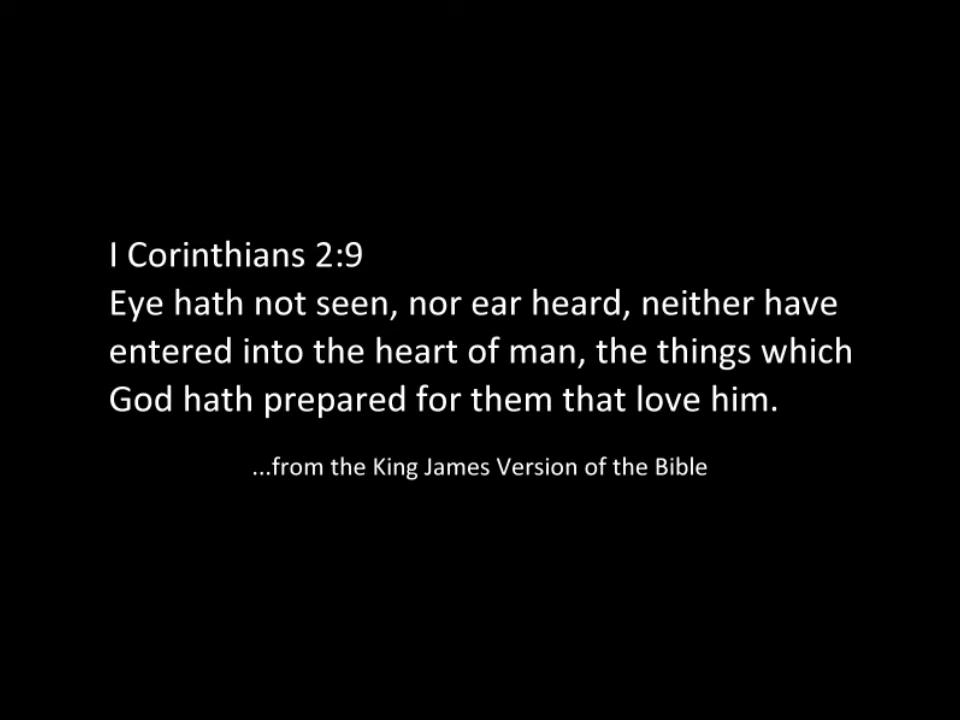 I Corinthians 2:9
Eye hath not seen, nor ear heard, neither have
entered into the heart of man, the things which
God hath prepared for them that love him.
...from the King James Version of the Bible